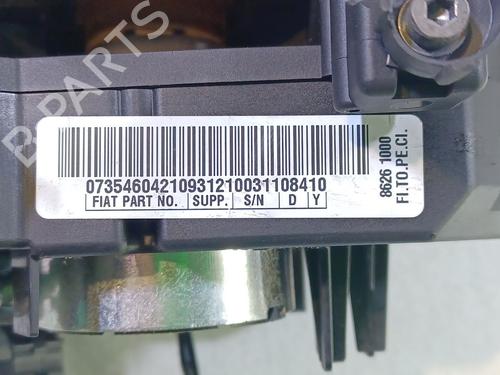 B-PARTS
07354604210931210031108410
FIAT PART NO. SUPP. S/N D Y
8626 1000
FI.TO.PE.CI.